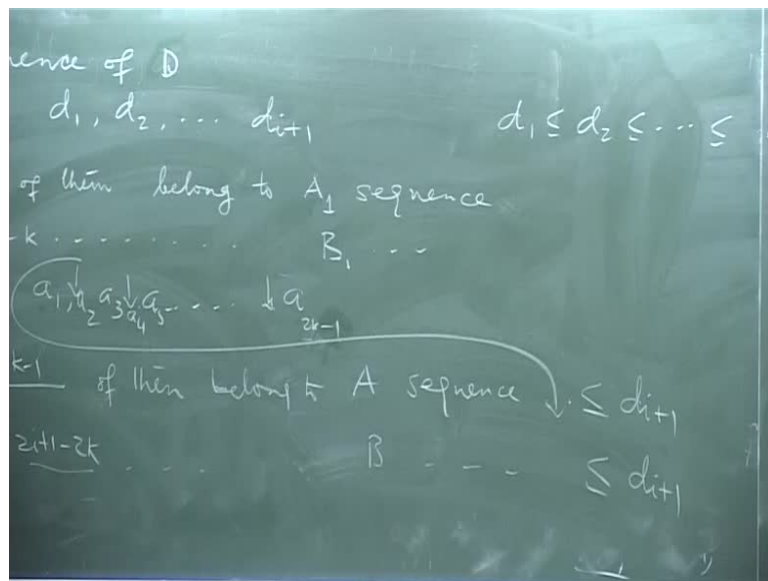 ence of D
d₁, d₂, ... dᵢ₊₁ d₁ ≤ d₂ ≤ ... ≤
of them belong to A₁ sequence
-k ......... B₁ ...
a₁, a₂ a₃ a₄ a₅ .... a₂ₖ₋₁
k-1 of them belong to A sequence . ≤ dᵢ₊₁
2i+1-2k ... B .... ≤ dᵢ₊₁